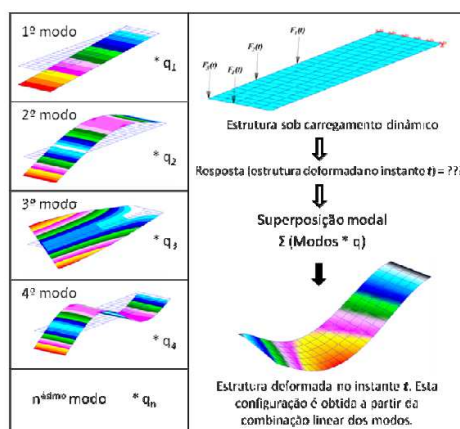 1º modo
* q1
2º modo
* q2
3º modo
* q3
4º modo
* q4
nésimo modo * qn
F1(t)
F2(t)
F3(t)
F4(t)
Estrutura sob carregamento dinâmico
Resposta (estrutura deformada no instante t) = ???
Superposição modal
Σ (Modos * q)
Estrutura deformada no instante t. Esta
configuração é obtida a partir da
combinação linear dos modos.